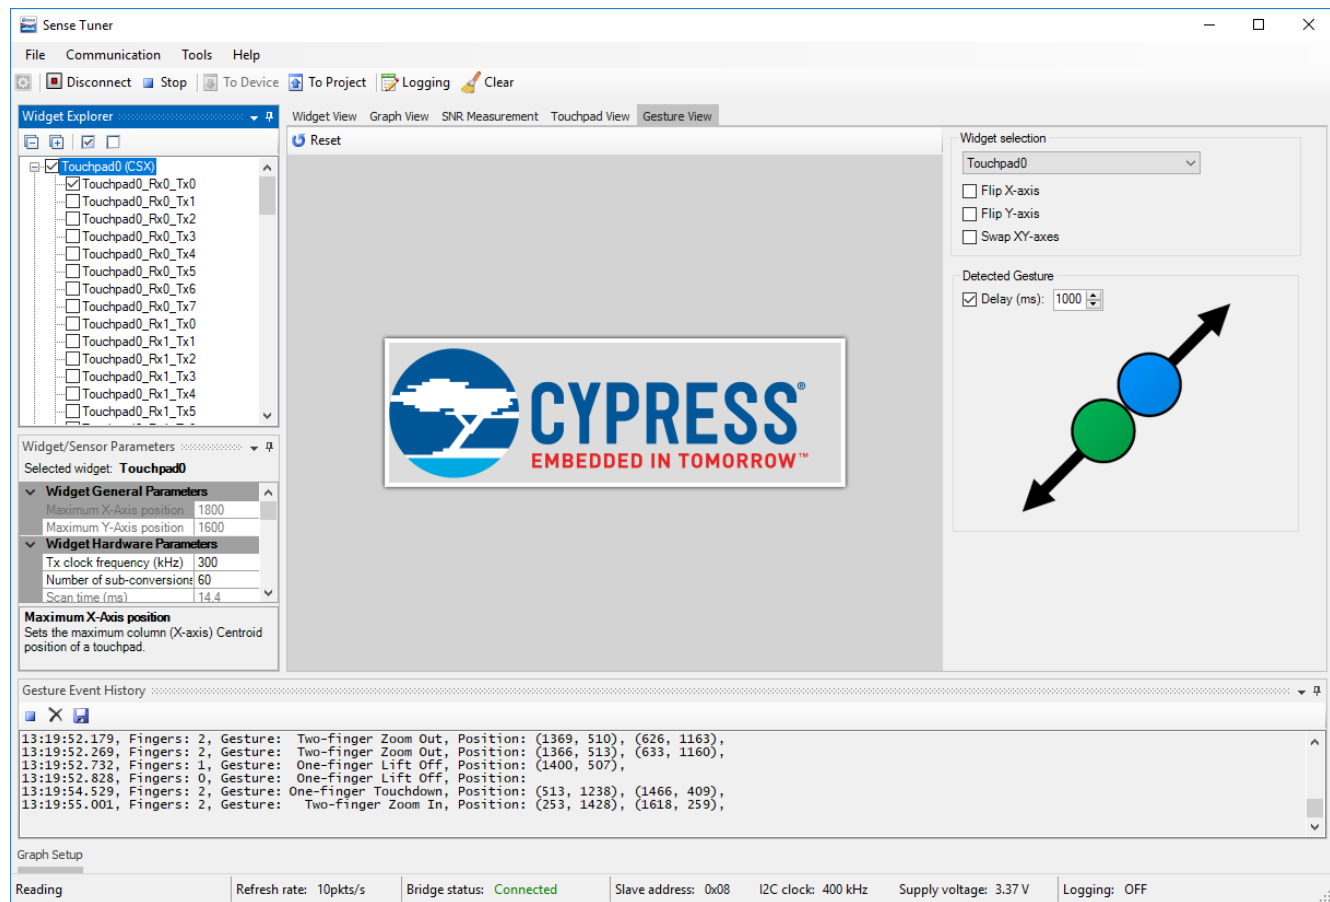 Sense Tuner
File Communication Tools Help
Disconnect Stop To Device To Project Logging Clear
Widget Explorer
Touchpad0 (CSX)
Touchpad0_Rx0_Tx0
Touchpad0_Rx0_Tx1
Touchpad0_Rx0_Tx2
Touchpad0_Rx0_Tx3
Touchpad0_Rx0_Tx4
Touchpad0_Rx0_Tx5
Touchpad0_Rx0_Tx6
Touchpad0_Rx0_Tx7
Touchpad0_Rx1_Tx0
Touchpad0_Rx1_Tx1
Touchpad0_Rx1_Tx2
Touchpad0_Rx1_Tx3
Touchpad0_Rx1_Tx4
Touchpad0_Rx1_Tx5
Widget/Sensor Parameters
Selected widget: Touchpad0
Widget General Parameters
Maximum X-Axis position 1800
Maximum Y-Axis position 1600
Widget Hardware Parameters
Tx clock frequency (kHz) 300
Number of sub-conversions 60
Scan time (ms) 14.4
Maximum X-Axis position
Sets the maximum column (X-axis) Centroid
position of a touchpad.
Widget View Graph View SNR Measurement Touchpad View Gesture View
Reset
CYPRESS®
EMBEDDED IN TOMORROW™
Widget selection
Touchpad0
Flip X-axis
Flip Y-axis
Swap XY-axes
Detected Gesture
Delay (ms): 1000
Gesture Event History
13:19:52.179, Fingers: 2, Gesture: Two-finger Zoom Out, Position: (1369, 510), (626, 1163),
13:19:52.269, Fingers: 2, Gesture: Two-finger Zoom Out, Position: (1366, 513), (633, 1160),
13:19:52.732, Fingers: 1, Gesture: One-finger Lift Off, Position: (1400, 507),
13:19:52.828, Fingers: 0, Gesture: One-finger Lift Off, Position:
13:19:54.529, Fingers: 2, Gesture: One-finger Touchdown, Position: (513, 1238), (1466, 409),
13:19:55.001, Fingers: 2, Gesture: Two-finger Zoom In, Position: (253, 1428), (1618, 259),
Graph Setup
Reading Refresh rate: 10pkts/s Bridge status: Connected Slave address: 0x08 I2C clock: 400 kHz Supply voltage: 3.37 V Logging: OFF